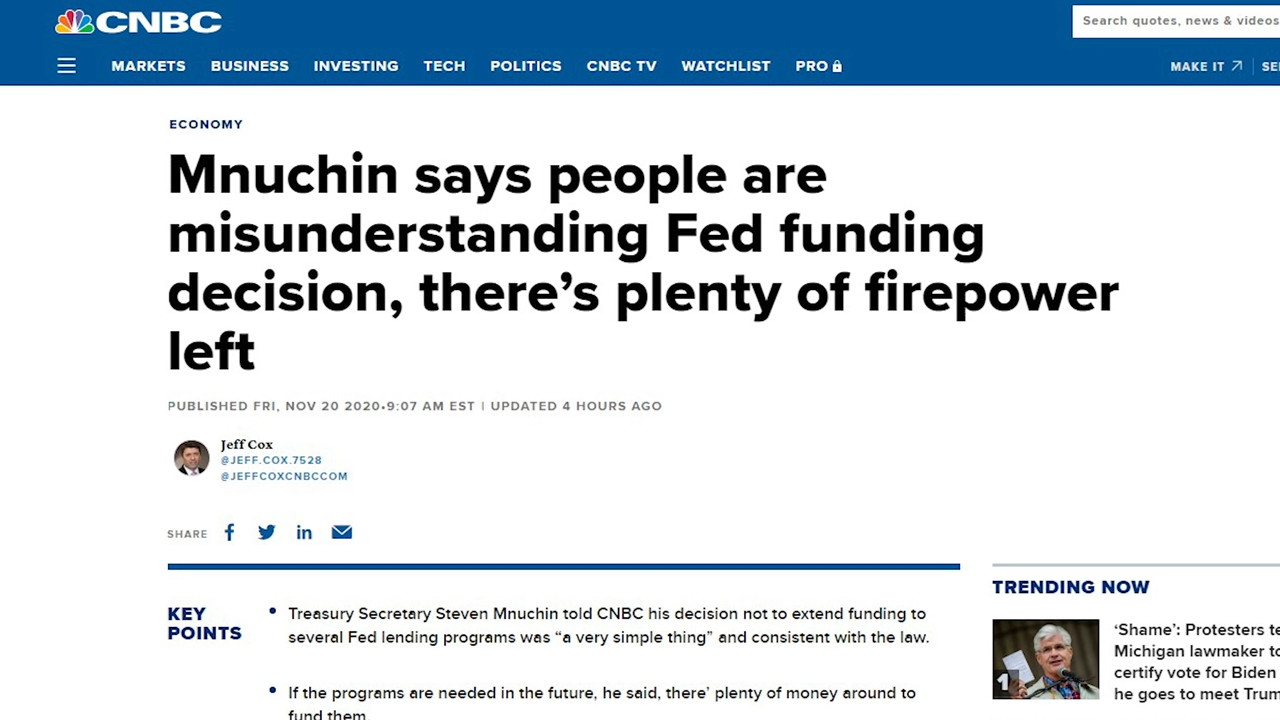 CNBC
Search quotes, news & videos
MARKETS BUSINESS INVESTING TECH POLITICS CNBC TV WATCHLIST PRO
MAKE IT
ECONOMY
Mnuchin says people are
misunderstanding Fed funding
decision, there’s plenty of firepower
left
PUBLISHED FRI, NOV 20 2020•9:07 AM EST | UPDATED 4 HOURS AGO
Jeff Cox
@JEFF.COX.7528
@JEFFCOXCNBCCOM
SHARE
KEY
POINTS
• Treasury Secretary Steven Mnuchin told CNBC his decision not to extend funding to
several Fed lending programs was “a very simple thing” and consistent with the law.
• If the programs are needed in the future, he said, there’ plenty of money around to
fund them.
TRENDING NOW
1
‘Shame’: Protesters
Michigan lawmaker
certify vote for Biden
he goes to meet